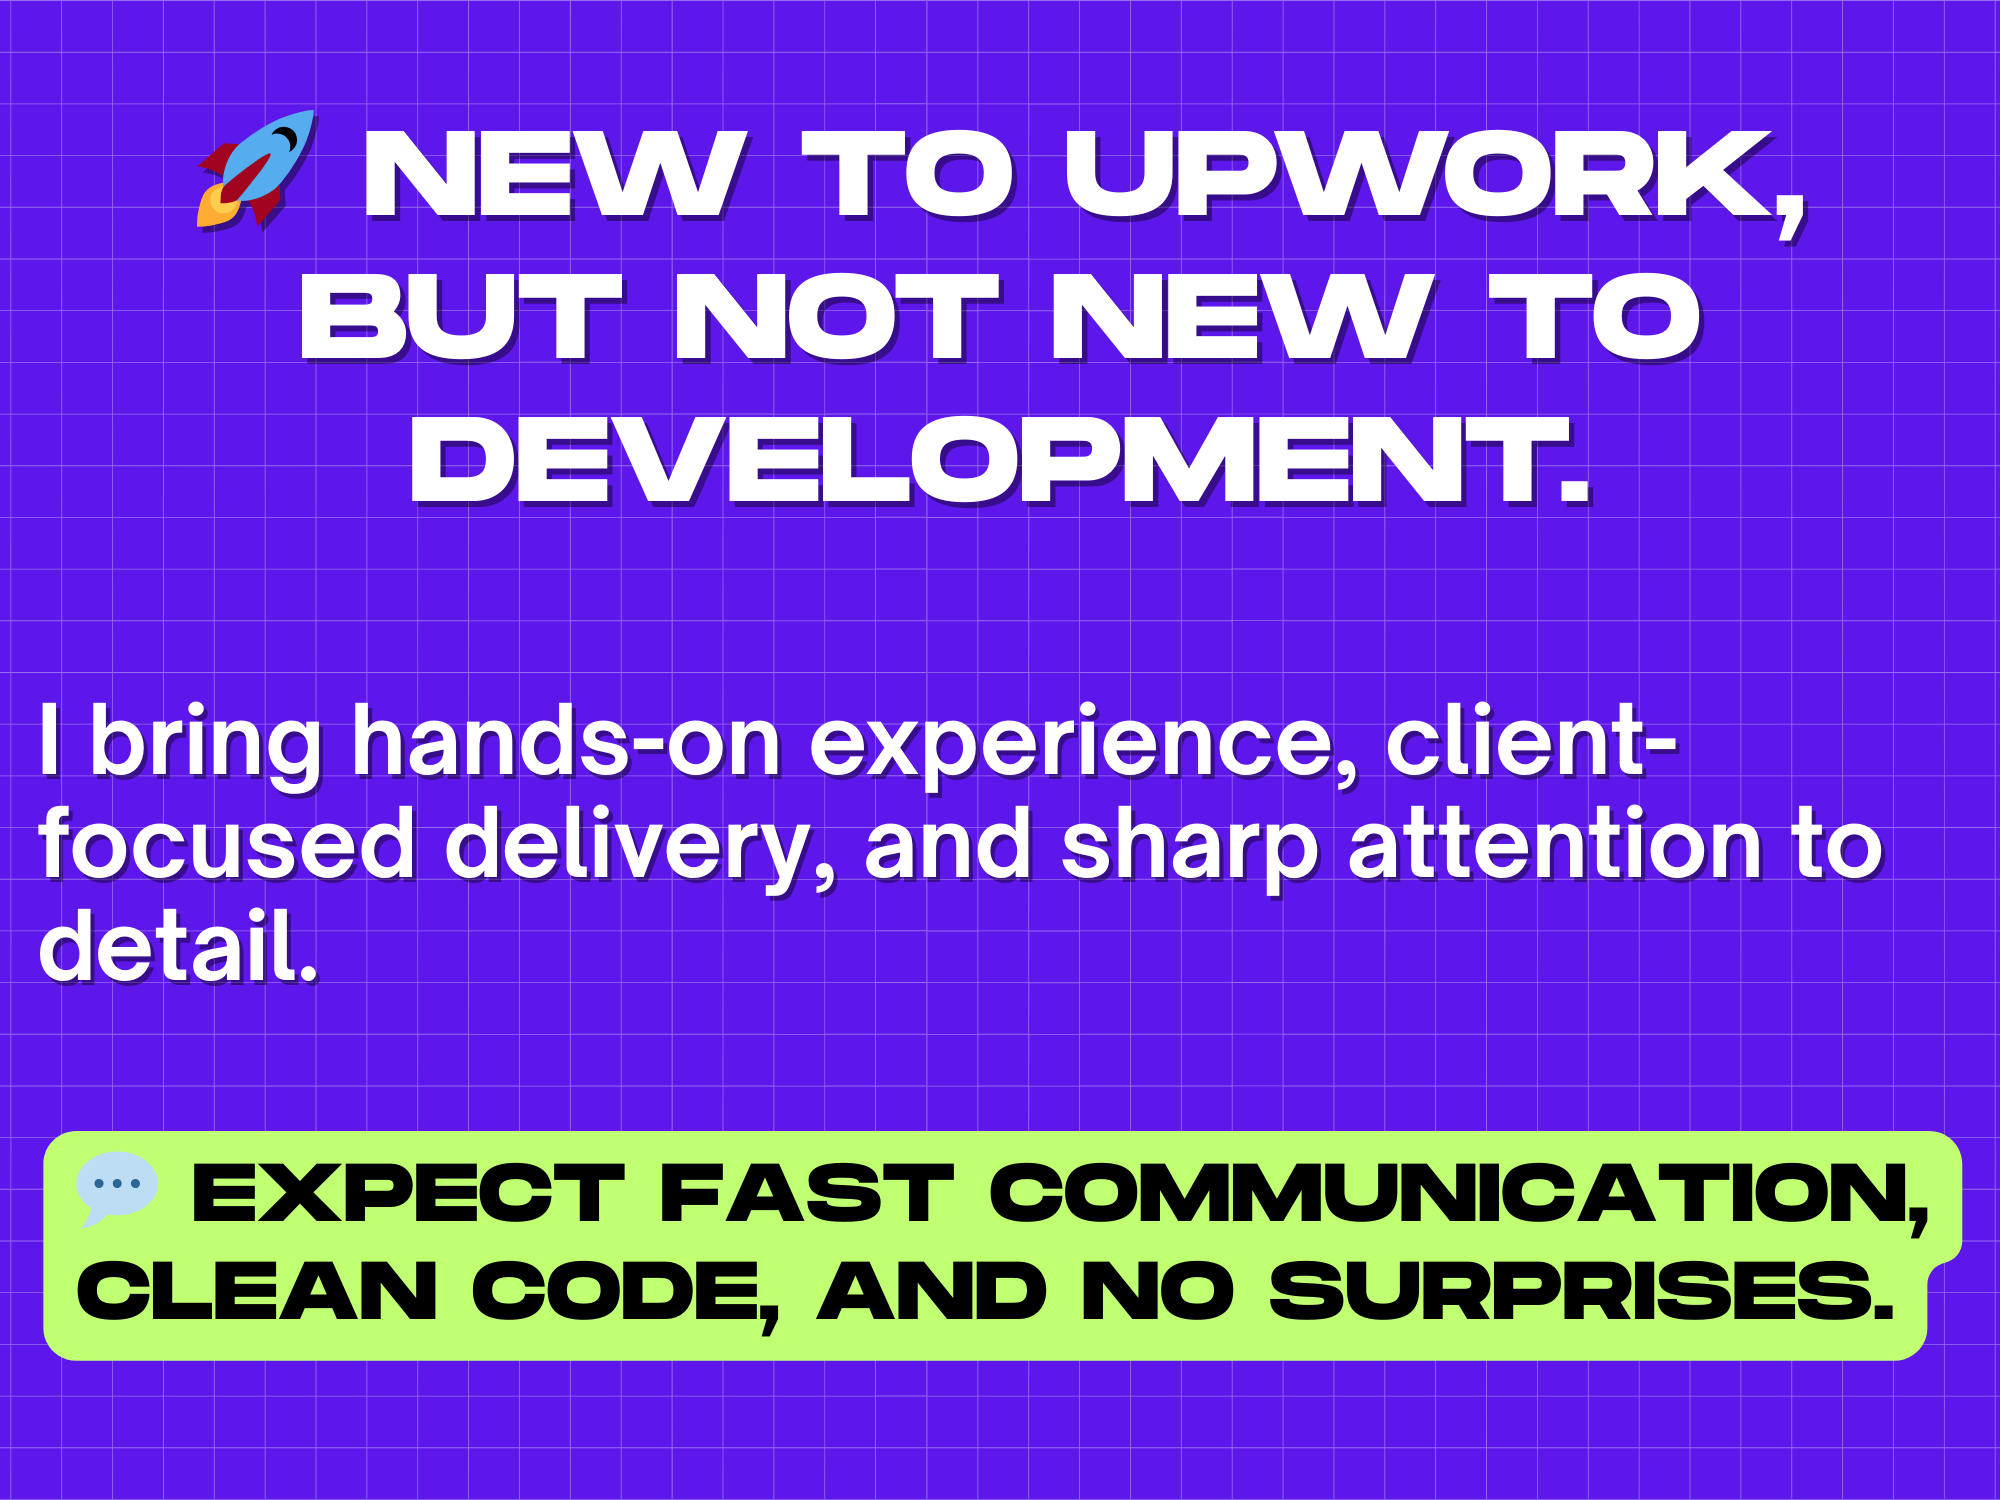 🚀 NEW TO UPWORK,
BUT NOT NEW TO
DEVELOPMENT.
I bring hands-on experience, client-
focused delivery, and sharp attention to
detail.
💬 EXPECT FAST COMMUNICATION,
CLEAN CODE, AND NO SURPRISES.